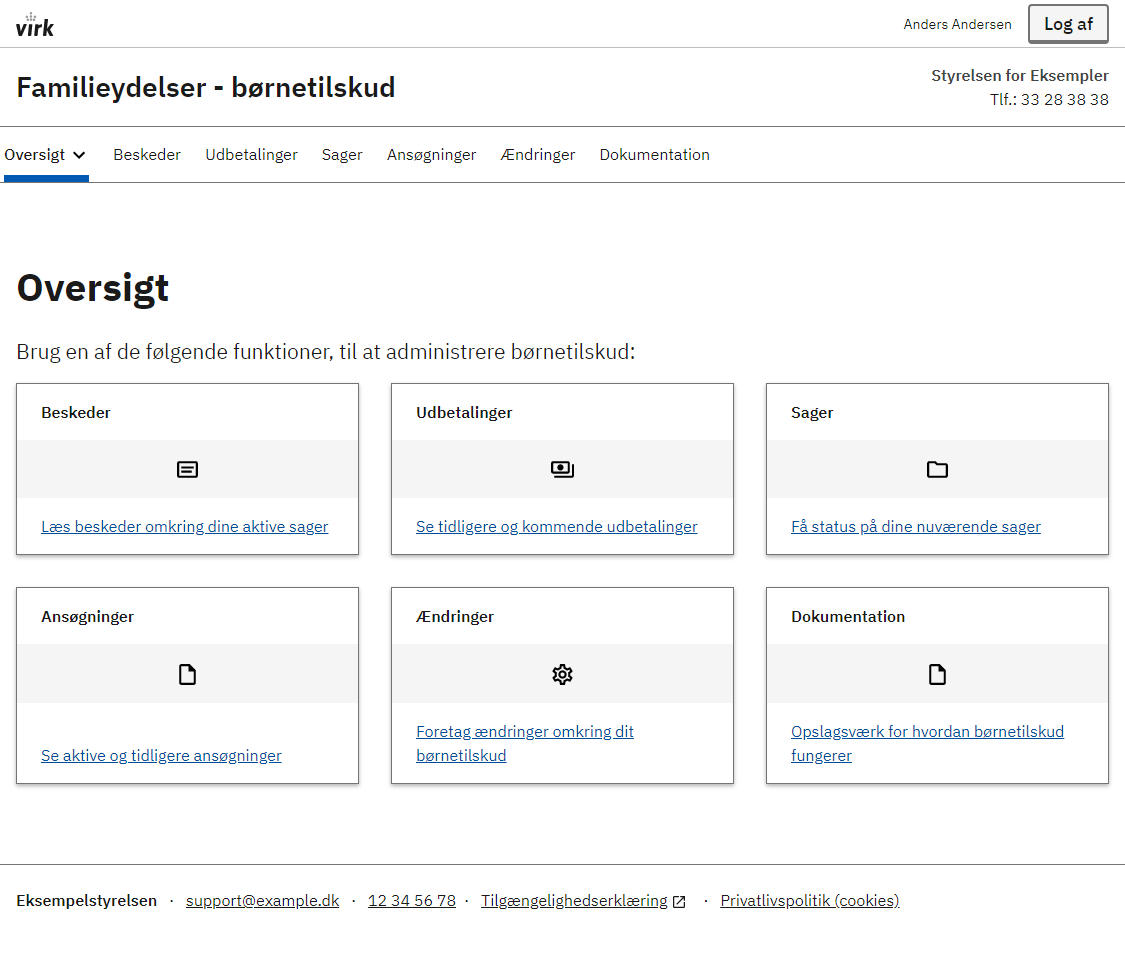 virk
Anders Andersen
Log af
Familieydelser - børnetilskud
Styrelsen for Eksempler
Tlf.: 33 28 38 38
Oversigt Beskeder Udbetalinger Sager Ansøgninger Ændringer Dokumentation
Oversigt
Brug en af de følgende funktioner, til at administrere børnetilskud:
Beskeder
Læs beskeder omkring dine aktive sager
Udbetalinger
Se tidligere og kommende udbetalinger
Sager
Få status på dine nuværende sager
Ansøgninger
Se aktive og tidligere ansøgninger
Ændringer
Foretag ændringer omkring dit
børnetilskud
Dokumentation
Opslagsværk for hvordan børnetilskud
fungerer
Eksempelstyrelsen · support@example.dk · 12 34 56 78 · Tilgængelighedserklæring · Privatlivspolitik (cookies)